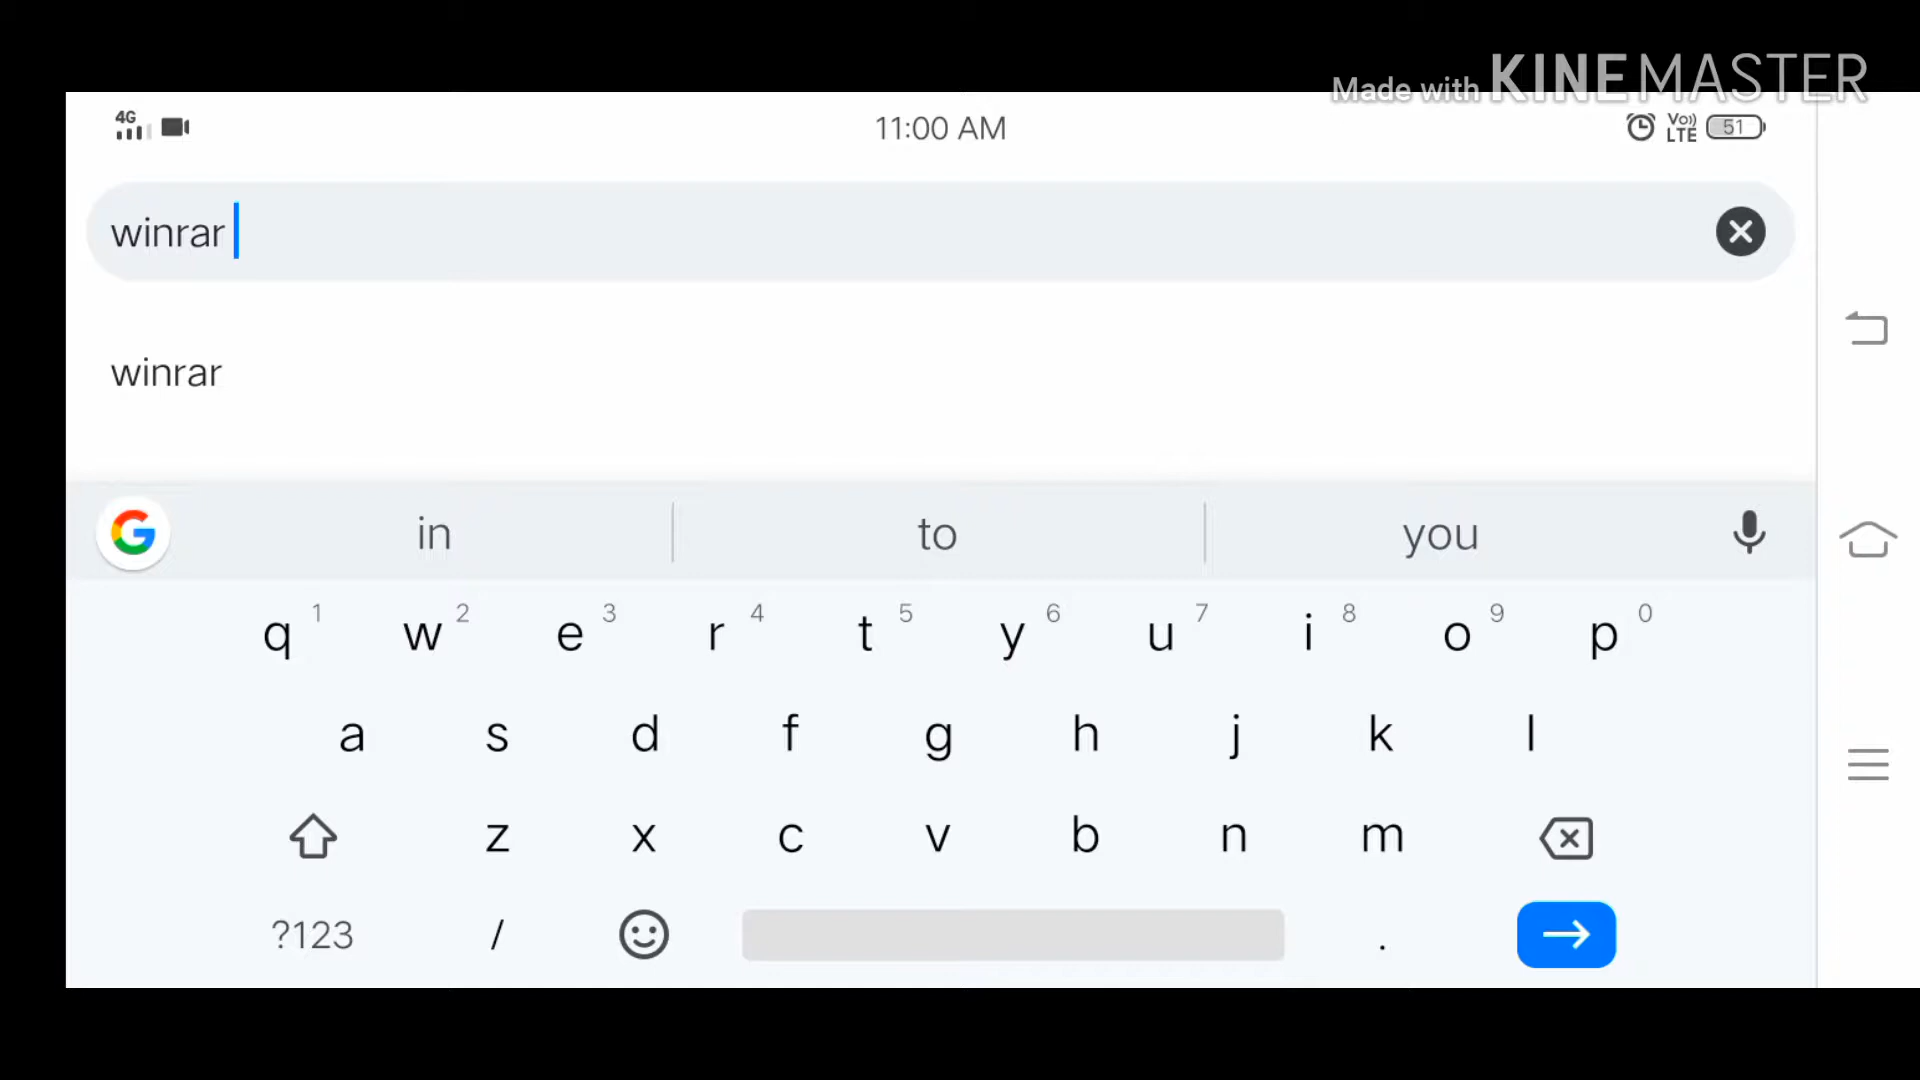 Made with KINEMASTER
4G 11:00 AM Vo)) LTE 51
winrar
winrar
G in to you
q 1 w 2 e 3 r 4 t 5 y 6 u 7 i 8 o 9 p 0
a s d f g h j k l
z x c v b n m
?123 / .